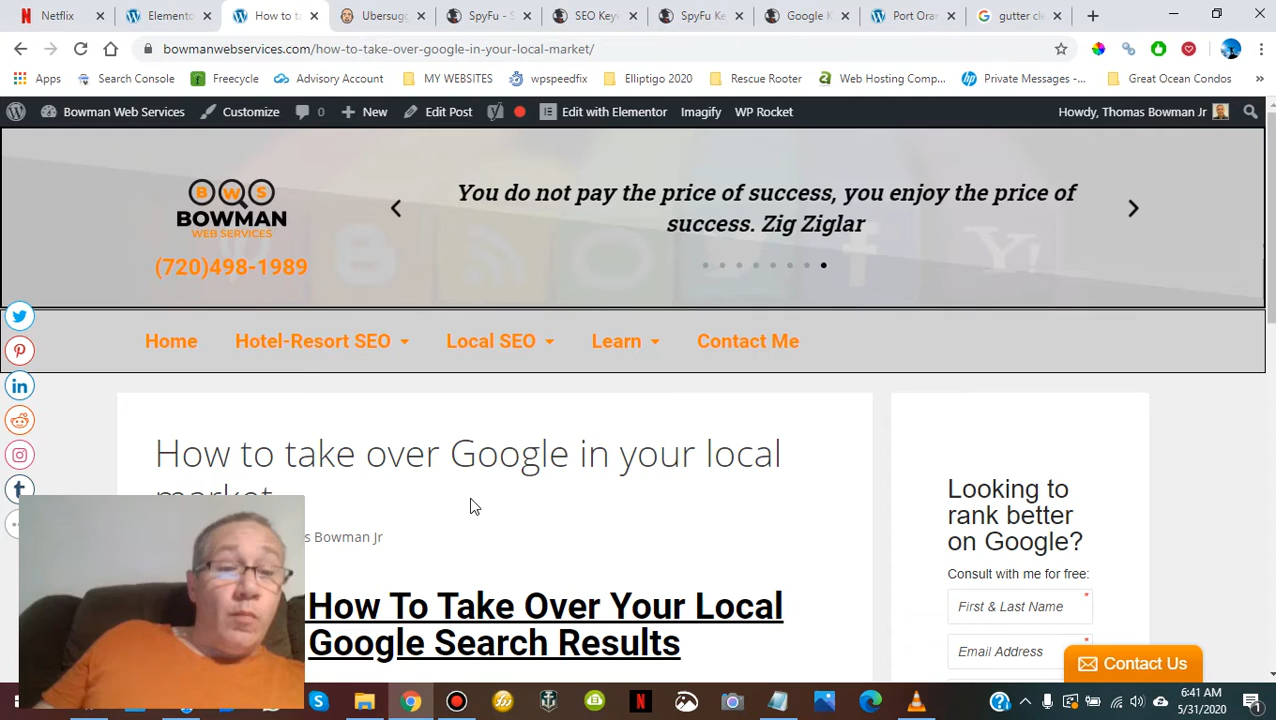 Netflix
Elemento
How to ta
Ubersugg
SpyFu - S
SEO Keyw
SpyFu Ke
Google K
Port Oran
gutter cle
bowmanwebservices.com/how-to-take-over-google-in-your-local-market/
Apps
Search Console
Freecycle
Advisory Account
MY WEBSITES
wpspeedfix
Elliptigo 2020
Rescue Rooter
Web Hosting Comp...
Private Messages -...
Great Ocean Condos
»
Bowman Web Services
Customize
0
New
Edit Post
Edit with Elementor
Imagify
WP Rocket
Howdy, Thomas Bowman Jr
B W S
BOWMAN
WEB SERVICES
(720)498-1989
You do not pay the price of success, you enjoy the price of
success. Zig Ziglar
Home
Hotel-Resort SEO
Local SEO
Learn
Contact Me
How to take over Google in your local
market
s Bowman Jr
How To Take Over Your Local
Google Search Results
Looking to
rank better
on Google?
Consult with me for free:
First & Last Name
*
Email Address
*
Contact Us
6:41 AM
5/31/2020
1